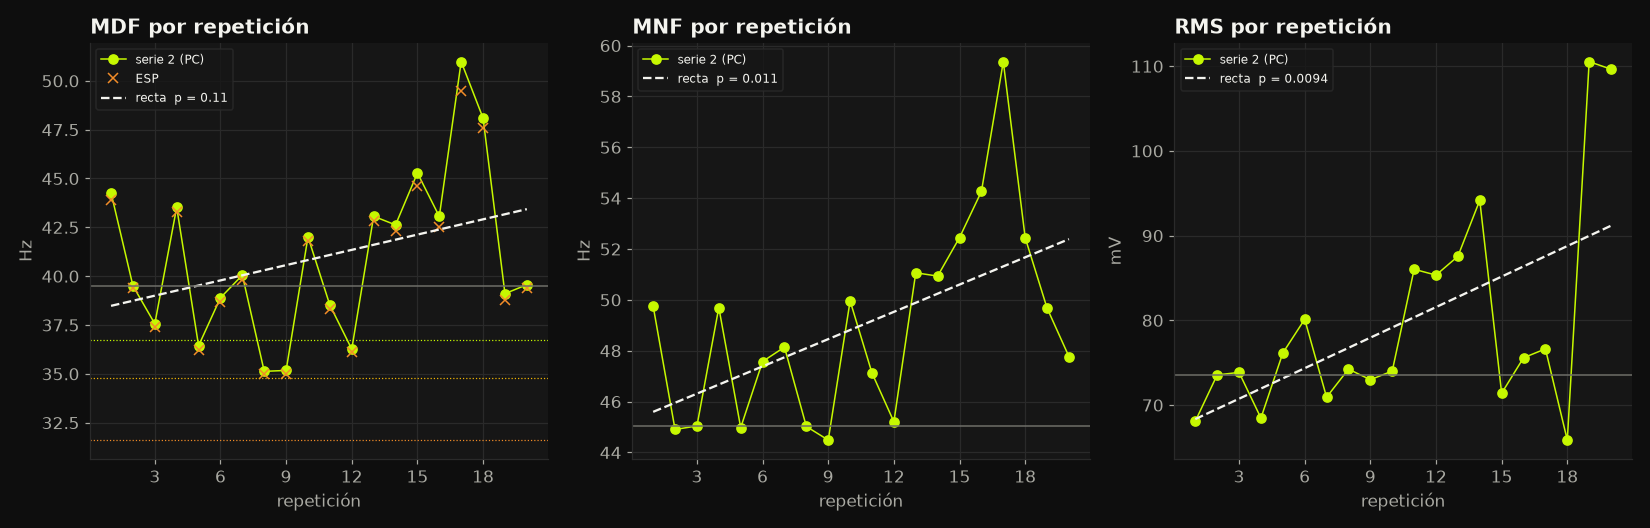 MDF por repetición
serie 2 (PC)
ESP
recta p = 0.11
50.0
47.5
45.0
42.5
40.0
37.5
35.0
32.5
Hz
3 6 9 12 15 18
repetición
MNF por repetición
serie 2 (PC)
recta p = 0.011
60
58
56
54
52
50
48
46
44
Hz
3 6 9 12 15 18
repetición
RMS por repetición
serie 2 (PC)
recta p = 0.0094
110
100
90
80
70
mV
3 6 9 12 15 18
repetición